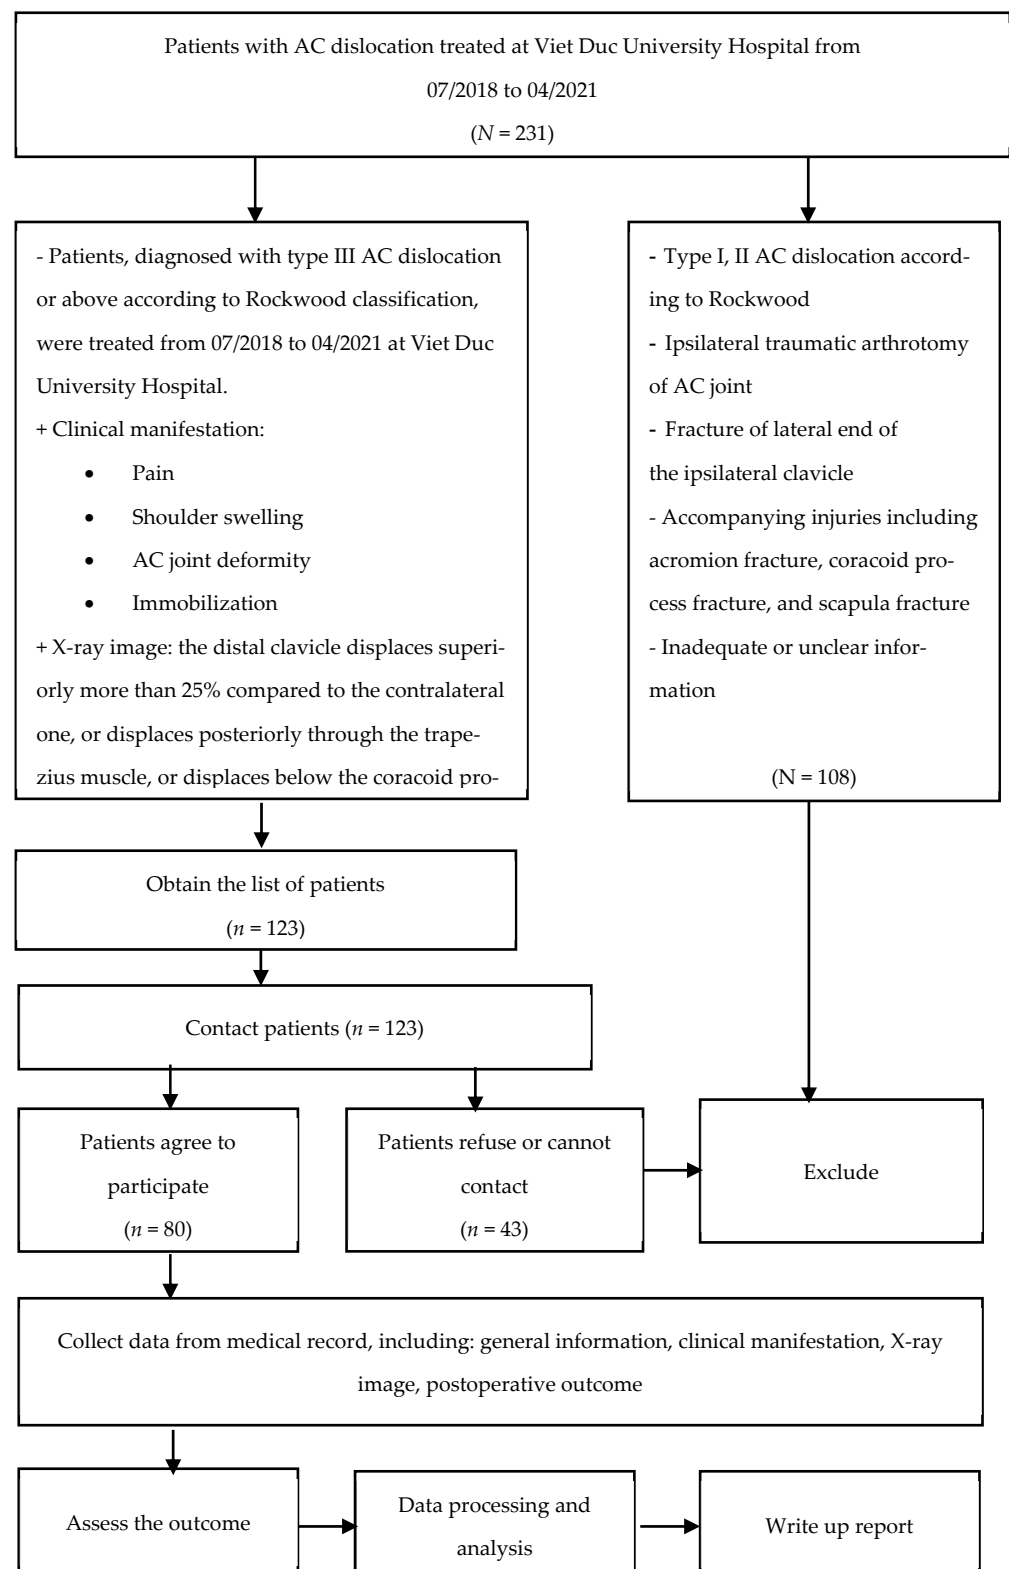 Patients with AC dislocation treated at Viet Duc University Hospital from
07/2018 to 04/2021
(N = 231)
- Patients, diagnosed with type III AC dislocation
or above according to Rockwood classification,
were treated from 07/2018 to 04/2021 at Viet Duc
University Hospital.
+ Clinical manifestation:
• Pain
• Shoulder swelling
• AC joint deformity
• Immobilization
+ X-ray image: the distal clavicle displaces superi-
orly more than 25% compared to the contralateral
one, or displaces posteriorly through the trape-
zius muscle, or displaces below the coracoid pro-
- Type I, II AC dislocation accord-
ing to Rockwood
- Ipsilateral traumatic arthrotomy
of AC joint
- Fracture of lateral end of
the ipsilateral clavicle
- Accompanying injuries including
acromion fracture, coracoid pro-
cess fracture, and scapula fracture
- Inadequate or unclear infor-
mation
(N = 108)
Obtain the list of patients
(n = 123)
Contact patients (n = 123)
Patients agree to
participate
(n = 80)
Patients refuse or cannot
contact
(n = 43)
Exclude
Collect data from medical record, including: general information, clinical manifestation, X-ray
image, postoperative outcome
Assess the outcome
Data processing and
analysis
Write up report